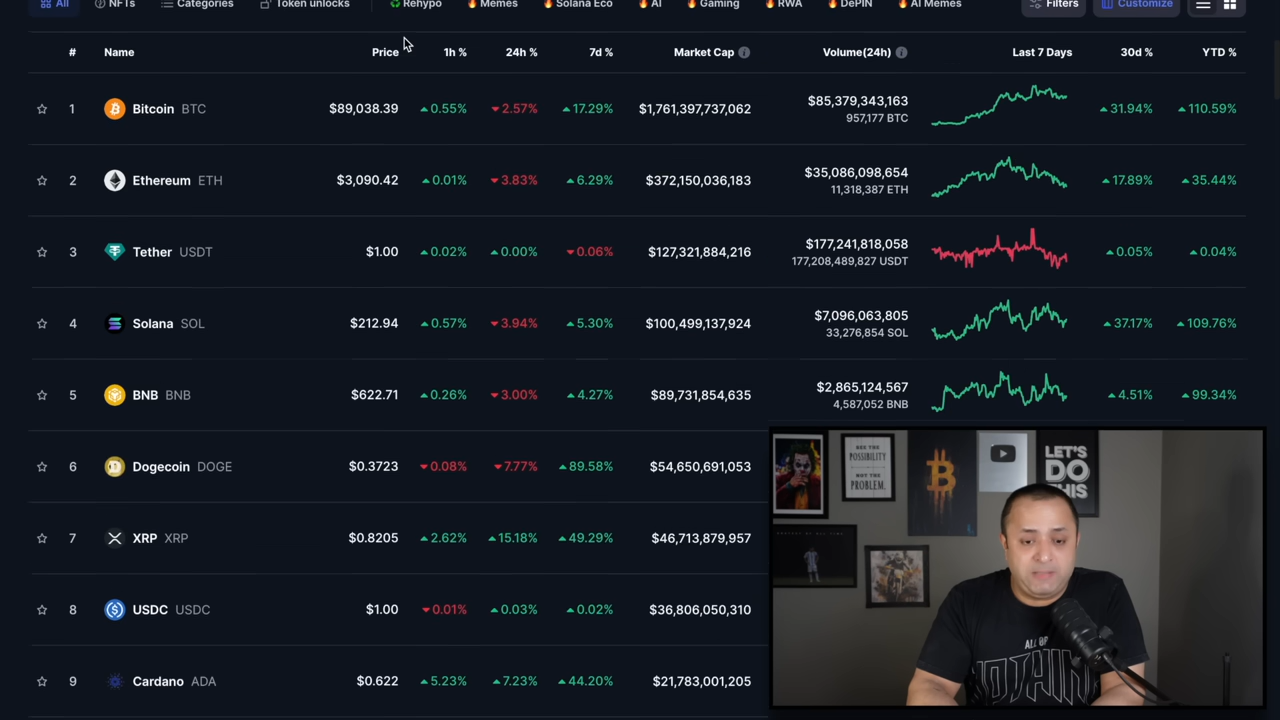 All NFTs Categories Token unlocks Rehypo Memes Solana Eco AI Gaming RWA DePIN AI Memes Filters Customize
# Name Price 1h % 24h % 7d % Market Cap Volume(24h) Last 7 Days 30d % YTD %
1 Bitcoin BTC $89,038.39 0.55% 2.57% 17.29% $1,761,397,737,062 $85,379,343,163 31.94% 110.59%
957,177 BTC
2 Ethereum ETH $3,090.42 0.01% 3.83% 6.29% $372,150,036,183 $35,086,098,654 17.89% 35.44%
11,318,387 ETH
3 Tether USDT $1.00 0.02% 0.00% 0.06% $127,321,884,216 $177,241,818,058 0.05% 0.04%
177,208,489,827 USDT
4 Solana SOL $212.94 0.57% 3.94% 5.30% $100,499,137,924 $7,096,063,805 37.17% 109.76%
33,276,854 SOL
5 BNB BNB $622.71 0.26% 3.00% 4.27% $89,731,854,635 $2,865,124,567 4.51% 99.34%
4,587,052 BNB
6 Dogecoin DOGE $0.3723 0.08% 7.77% 89.58% $54,650,691,053
7 XRP XRP $0.8205 2.62% 15.18% 49.29% $46,713,879,957
8 USDC USDC $1.00 0.01% 0.03% 0.02% $36,806,050,310
9 Cardano ADA $0.622 5.23% 7.23% 44.20% $21,783,001,205
SEE THE
POSSIBILITY
NOT THE
PROBLEM.
LET'S
DO
THIS